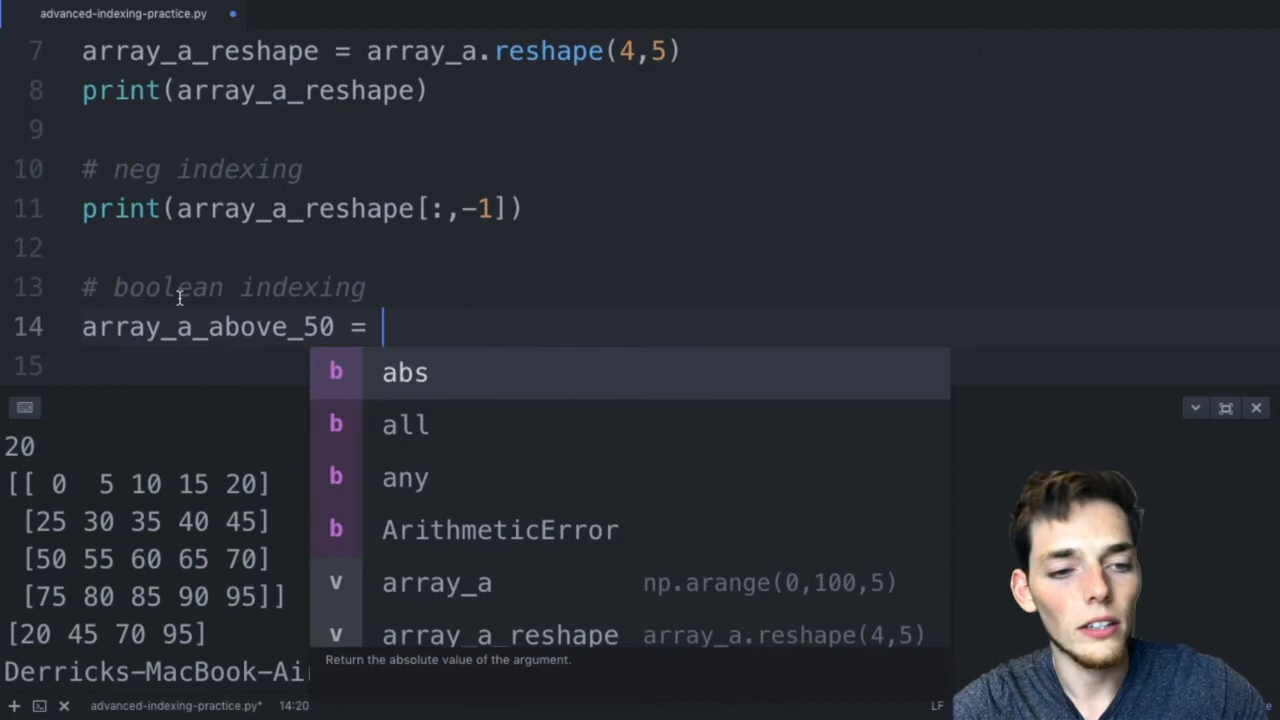 advanced-indexing-practice.py
7 array_a_reshape = array_a.reshape(4,5)
8 print(array_a_reshape)
9
10 # neg indexing
11 print(array_a_reshape[:,-1])
12
13 # boolean indexing
14 array_a_above_50 =
15
b abs
b all
b any
b ArithmeticError
v array_a np.arange(0,100,5)
v array_a_reshape array_a.reshape(4,5)
Return the absolute value of the argument.
20
[[ 0 5 10 15 20]
[25 30 35 40 45]
[50 55 60 65 70]
[75 80 85 90 95]]
[20 45 70 95]
Derricks-MacBook-Ai
advanced-indexing-practice.py* 14:20 LF